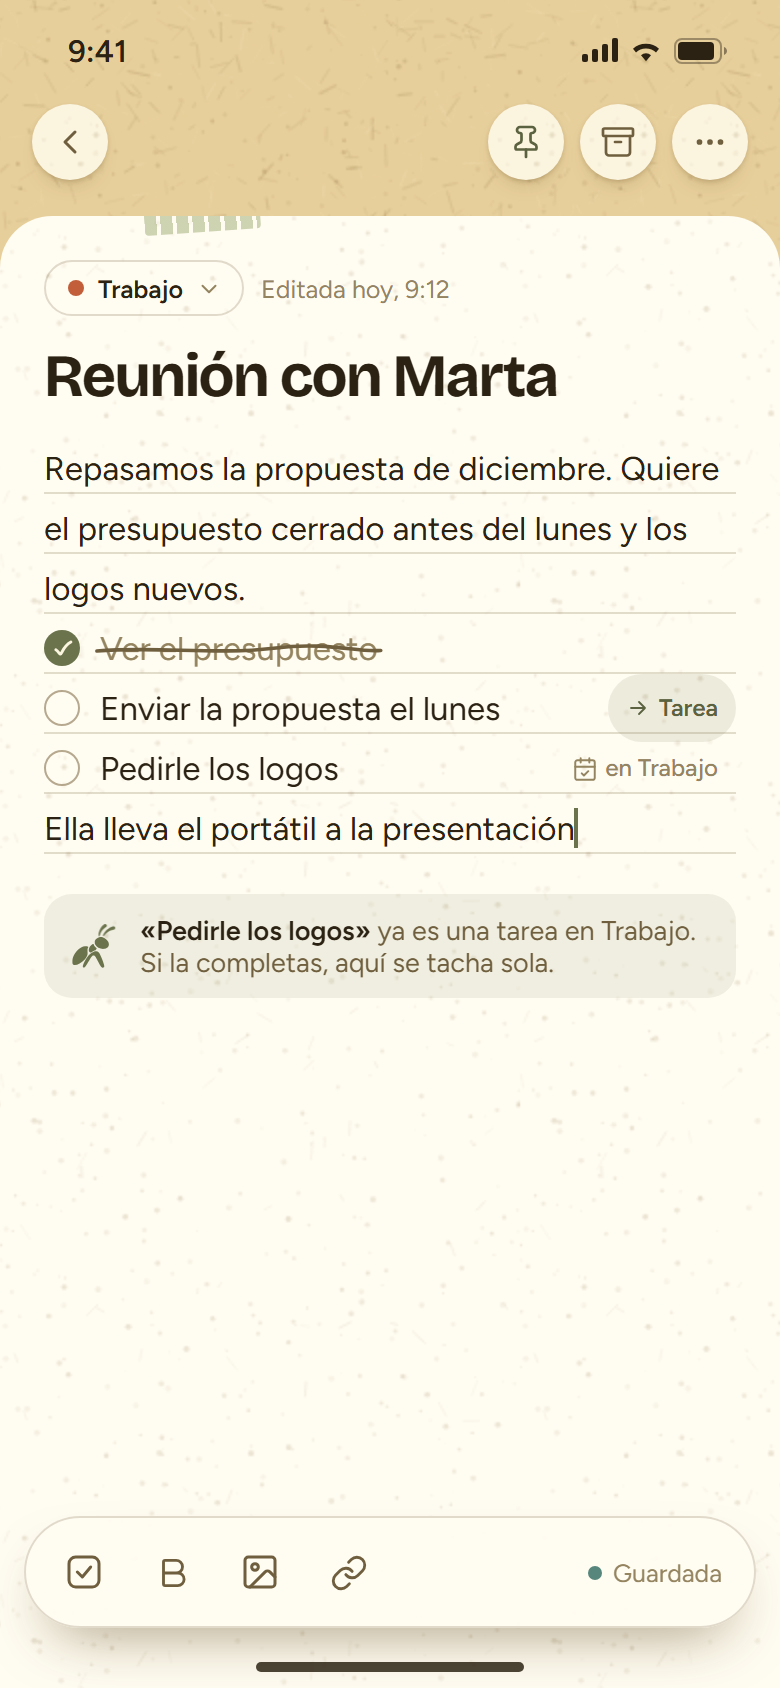 9:41
Trabajo
Editada hoy, 9:12
Reunión con Marta
Repasamos la propuesta de diciembre. Quiere
el presupuesto cerrado antes del lunes y los
logos nuevos.
Ver el presupuesto
Enviar la propuesta el lunes
→ Tarea
Pedirle los logos
en Trabajo
Ella lleva el portátil a la presentación
«Pedirle los logos» ya es una tarea en Trabajo.
Si la completas, aquí se tacha sola.
B
Guardada